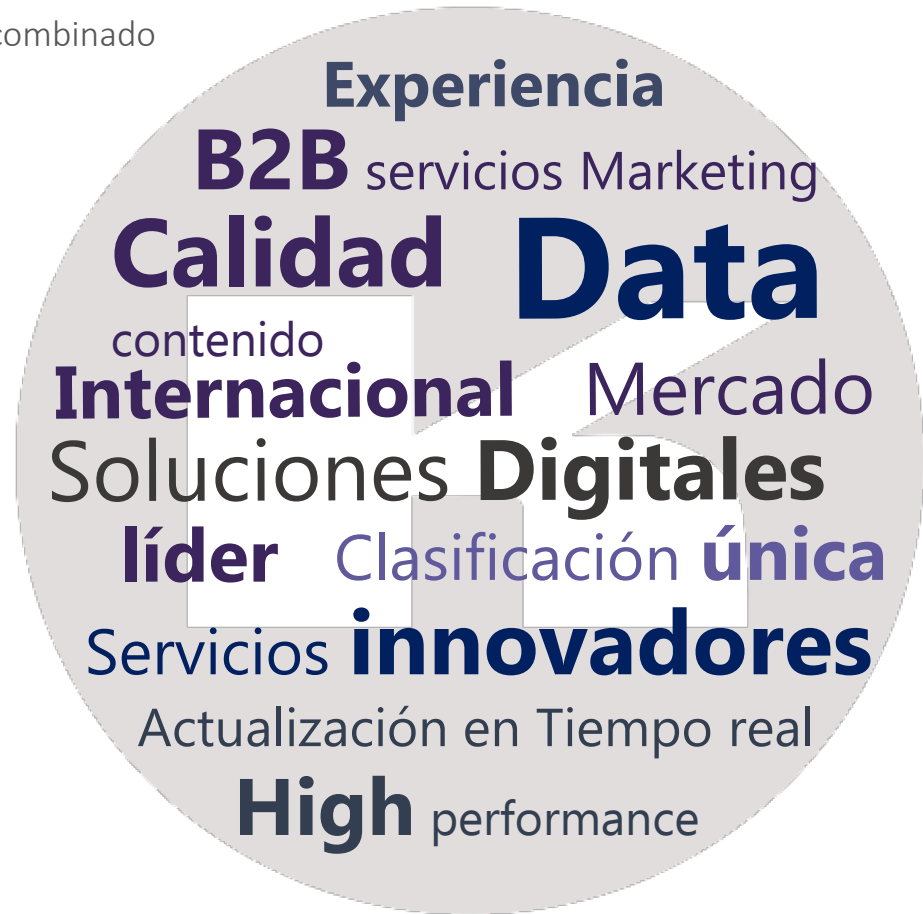 combinado
Experiencia
B2B servicios Marketing
Calidad Data
contenido
Internacional Mercado
Soluciones Digitales
líder Clasificación única
Servicios innovadores
Actualización en Tiempo real
High performance